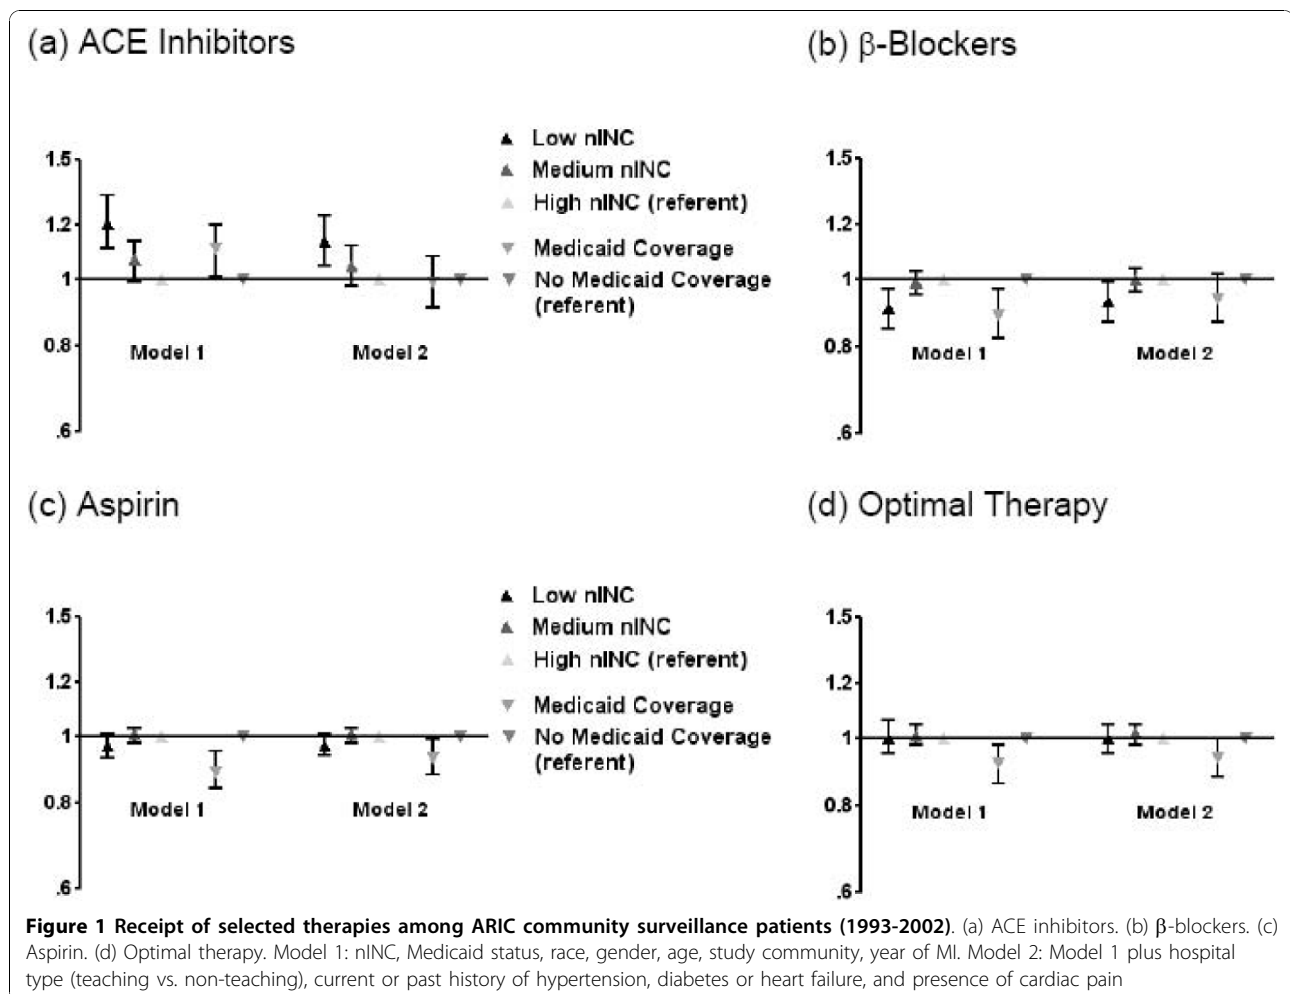 (a) ACE Inhibitors
1.5
1.2
1
0.8
.6
Model 1
Model 2
Low nINC
Medium nINC
High nINC (referent)
Medicaid Coverage
No Medicaid Coverage
(referent)
(b) β-Blockers
1.5
1.2
1
0.8
.6
Model 1
Model 2
(c) Aspirin
1.5
1.2
1
0.8
.6
Model 1
Model 2
Low nINC
Medium nINC
High nINC (referent)
Medicaid Coverage
No Medicaid Coverage
(referent)
(d) Optimal Therapy
1.5
1.2
1
0.8
.6
Model 1
Model 2
Figure 1 Receipt of selected therapies among ARIC community surveillance patients (1993-2002). (a) ACE inhibitors. (b) β-blockers. (c)
Aspirin. (d) Optimal therapy. Model 1: nINC, Medicaid status, race, gender, age, study community, year of MI. Model 2: Model 1 plus hospital
type (teaching vs. non-teaching), current or past history of hypertension, diabetes or heart failure, and presence of cardiac pain